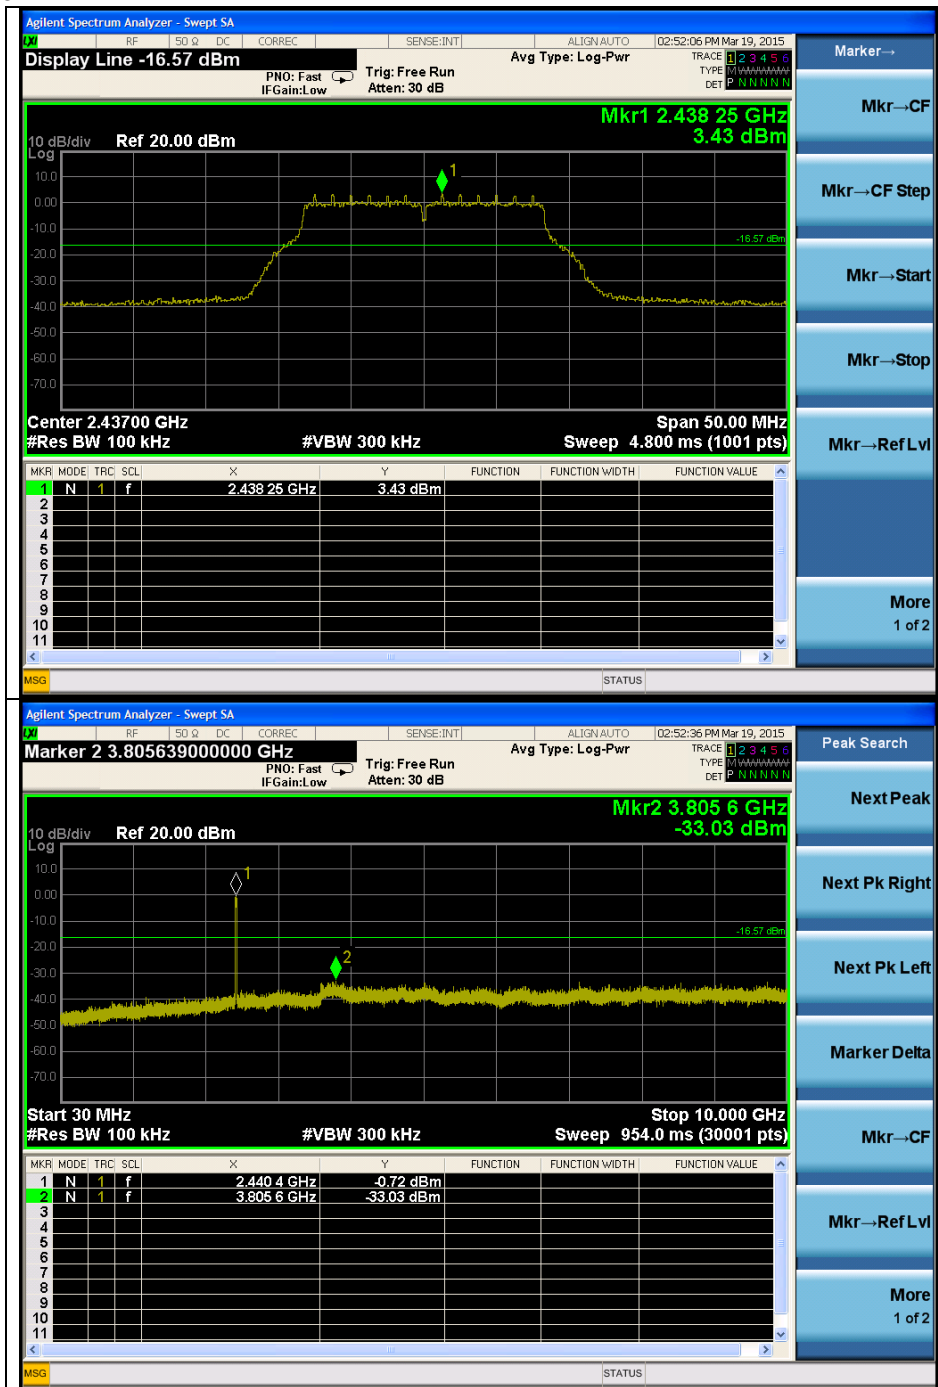 Agilent Spectrum Analyzer - Swept SA
LXI RF 50 Ω DC CORREC SENSE:INT ALIGN AUTO 02:52:06 PM Mar 19, 2015
Display Line -16.57 dBm
PNO: Fast
IFGain:Low
Trig: Free Run
Atten: 30 dB
Avg Type: Log-Pwr
TRACE 1 2 3 4 5 6
TYPE M
DET P N N N N N
Marker→
Mkr1 2.438 25 GHz
3.43 dBm
10 dB/div Ref 20.00 dBm
Log
10.0
0.00
-10.0
-20.0
-30.0
-40.0
-50.0
-60.0
-70.0
1
-16.57 dBm
Center 2.43700 GHz Span 50.00 MHz
#Res BW 100 kHz #VBW 300 kHz Sweep 4.800 ms (1001 pts)
MKR MODE TRC SCL X Y FUNCTION FUNCTION WIDTH FUNCTION VALUE
1 N 1 f 2.438 25 GHz 3.43 dBm
2
3
4
5
6
7
8
9
10
11
MSG STATUS
Mkr→CF
Mkr→CF Step
Mkr→Start
Mkr→Stop
Mkr→Ref Lvl
More
1 of 2
Agilent Spectrum Analyzer - Swept SA
LXI RF 50 Ω DC CORREC SENSE:INT ALIGN AUTO 02:52:36 PM Mar 19, 2015
Marker 2 3.805639000000 GHz
PNO: Fast
IFGain:Low
Trig: Free Run
Atten: 30 dB
Avg Type: Log-Pwr
TRACE 1 2 3 4 5 6
TYPE M
DET P N N N N N
Peak Search
Mkr2 3.805 6 GHz
-33.03 dBm
10 dB/div Ref 20.00 dBm
Log
10.0
0.00
-10.0
-20.0
-30.0
-40.0
-50.0
-60.0
-70.0
1
2
-16.57 dBm
Start 30 MHz Stop 10.000 GHz
#Res BW 100 kHz #VBW 300 kHz Sweep 954.0 ms (30001 pts)
MKR MODE TRC SCL X Y FUNCTION FUNCTION WIDTH FUNCTION VALUE
1 N 1 f 2.440 4 GHz -0.72 dBm
2 N 1 f 3.805 6 GHz -33.03 dBm
3
4
5
6
7
8
9
10
11
MSG STATUS
Next Peak
Next Pk Right
Next Pk Left
Marker Delta
Mkr→CF
Mkr→Ref Lvl
More
1 of 2